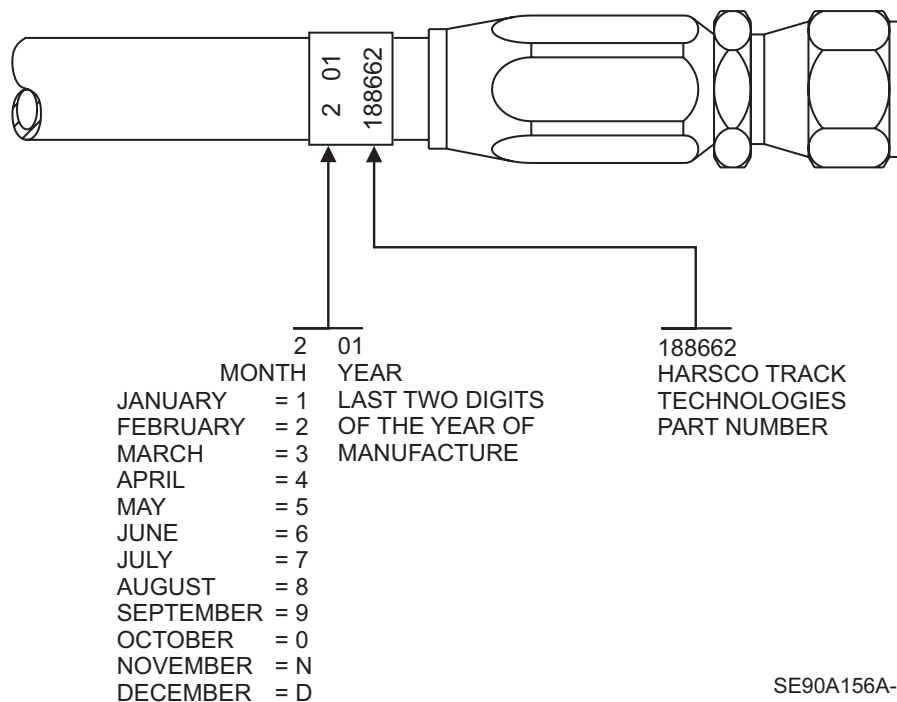 2 01
188662
2 01
MONTH YEAR
JANUARY = 1 LAST TWO DIGITS
FEBRUARY = 2 OF THE YEAR OF
MARCH = 3 MANUFACTURE
APRIL = 4
MAY = 5
JUNE = 6
JULY = 7
AUGUST = 8
SEPTEMBER = 9
OCTOBER = 0
NOVEMBER = N
DECEMBER = D
188662
HARSCO TRACK
TECHNOLOGIES
PART NUMBER
SE90A156A-